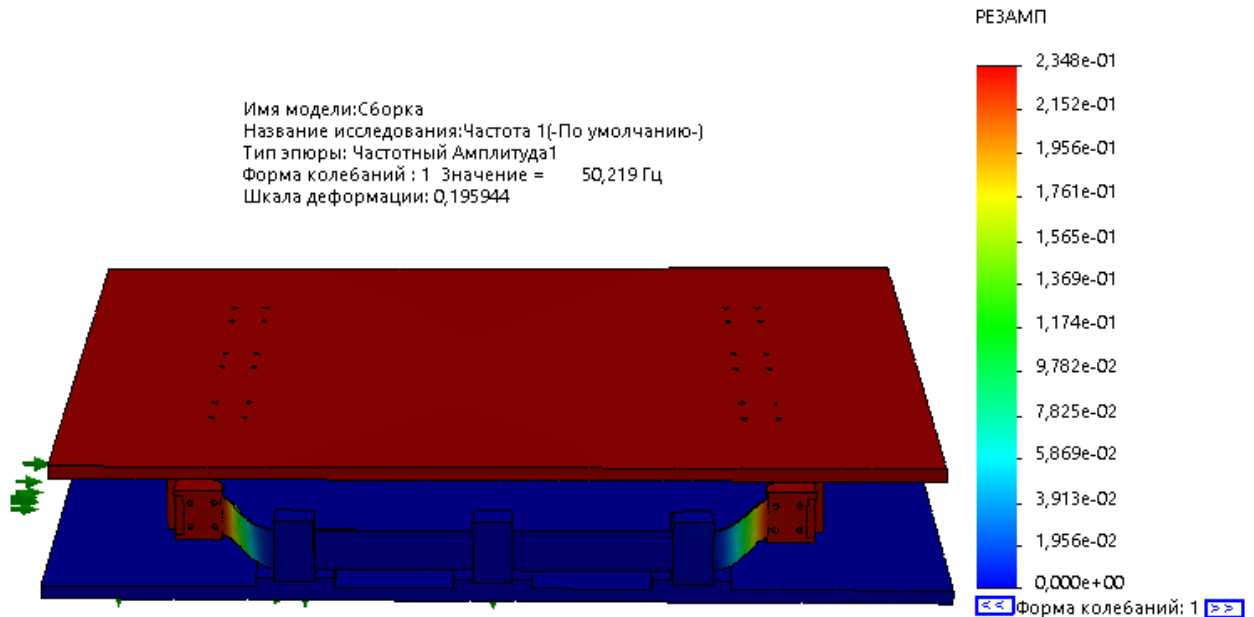 РЕЗАМП
2,348e-01
2,152e-01
1,956e-01
1,761e-01
1,565e-01
1,369e-01
1,174e-01
9,782e-02
7,825e-02
5,869e-02
3,913e-02
1,956e-02
0,000e+00
Имя модели:Сборка
Название исследования:Частота 1(-По умолчанию-)
Тип эпюры: Частотный Амплитуда1
Форма колебаний : 1 Значение = 50,219 Гц
Шкала деформации: 0,195944
<< Форма колебаний: 1 >>